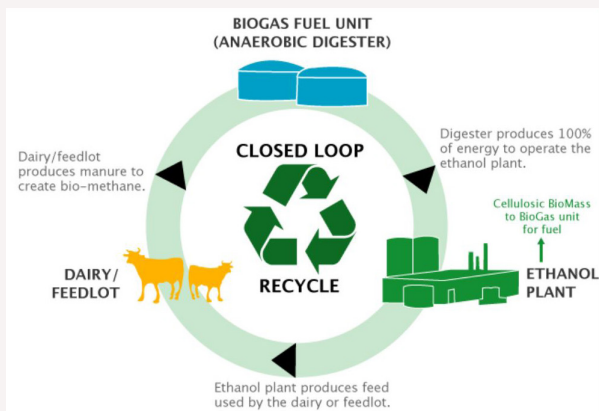 BIOGAS FUEL UNIT
(ANAEROBIC DIGESTER)
Dairy/feedlot
produces manure to
create bio-methane.
CLOSED LOOP
Digester produces 100%
of energy to operate the
ethanol plant.
Cellulosic BioMass
to BioGas unit
for fuel
DAIRY/
FEEDLOT
RECYCLE
ETHANOL
PLANT
Ethanol plant produces feed
used by the dairy or feedlot.